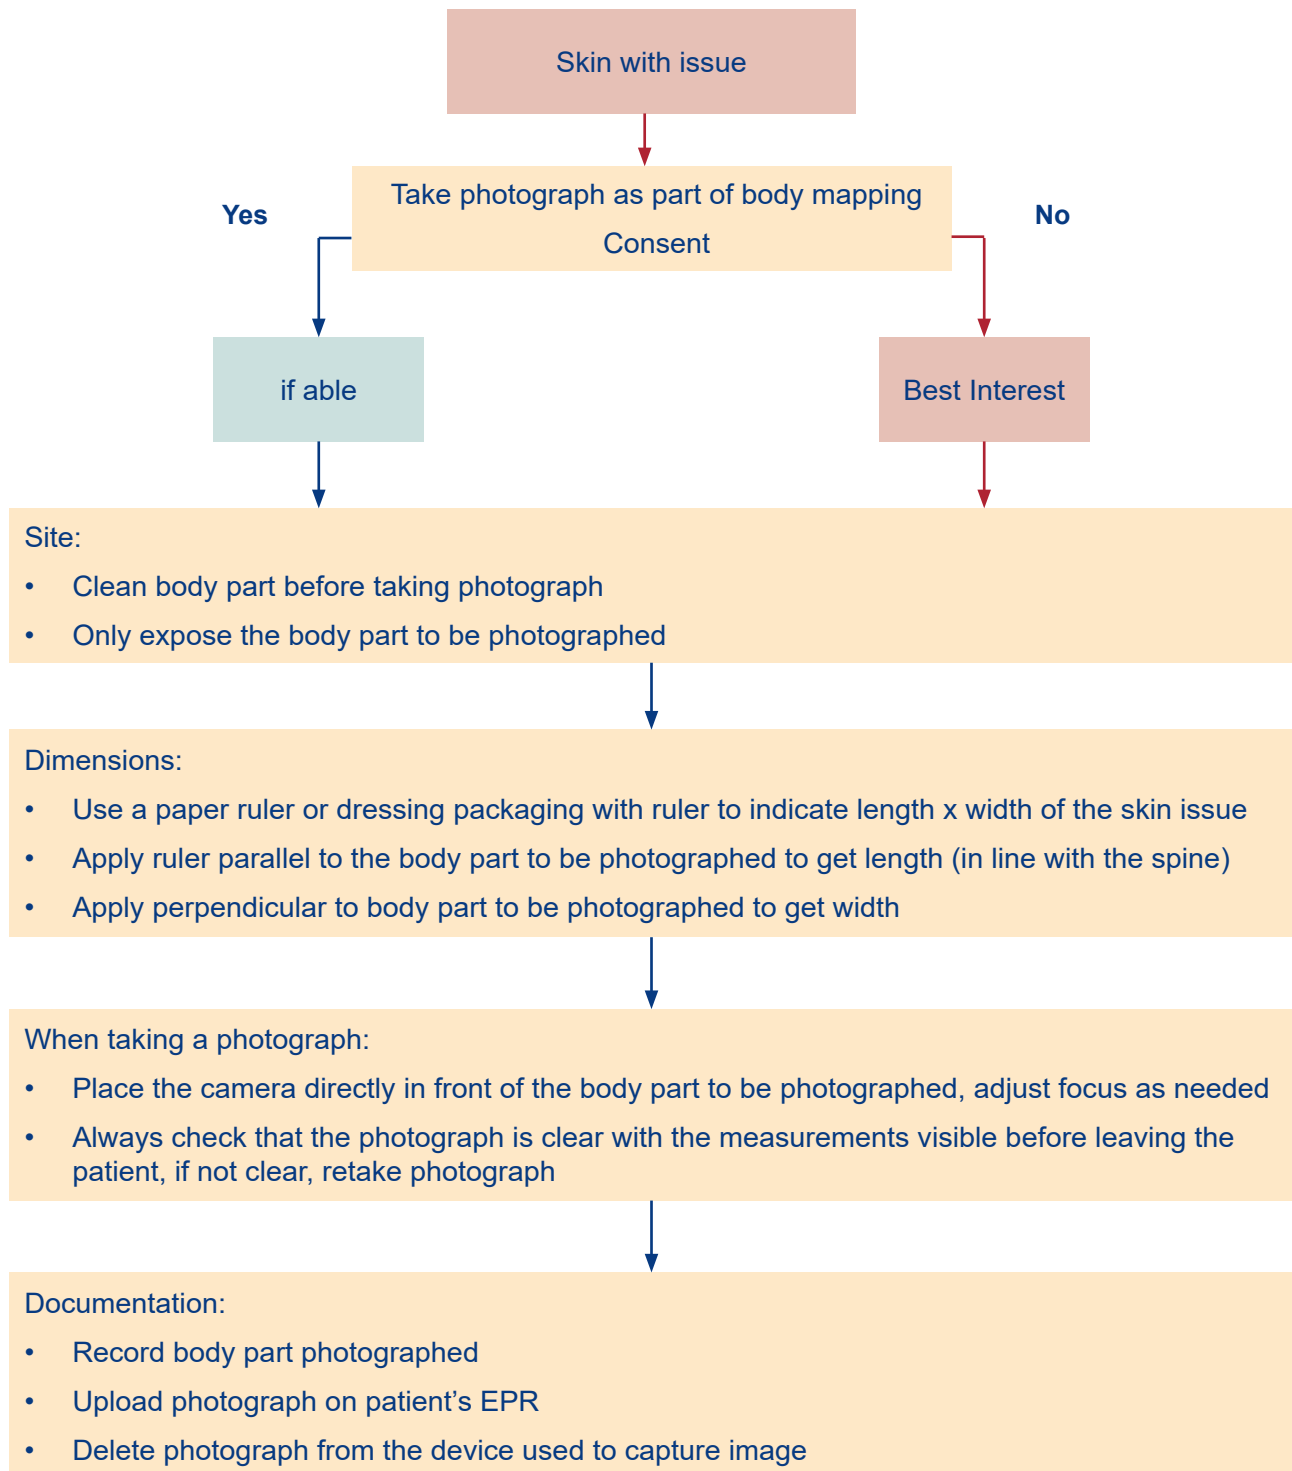 Skin with issue
Take photograph as part of body mapping
Consent
Yes
No
if able
Best Interest
Site:
• Clean body part before taking photograph
• Only expose the body part to be photographed
Dimensions:
• Use a paper ruler or dressing packaging with ruler to indicate length x width of the skin issue
• Apply ruler parallel to the body part to be photographed to get length (in line with the spine)
• Apply perpendicular to body part to be photographed to get width
When taking a photograph:
• Place the camera directly in front of the body part to be photographed, adjust focus as needed
• Always check that the photograph is clear with the measurements visible before leaving the
patient, if not clear, retake photograph
Documentation:
• Record body part photographed
• Upload photograph on patient’s EPR
• Delete photograph from the device used to capture image